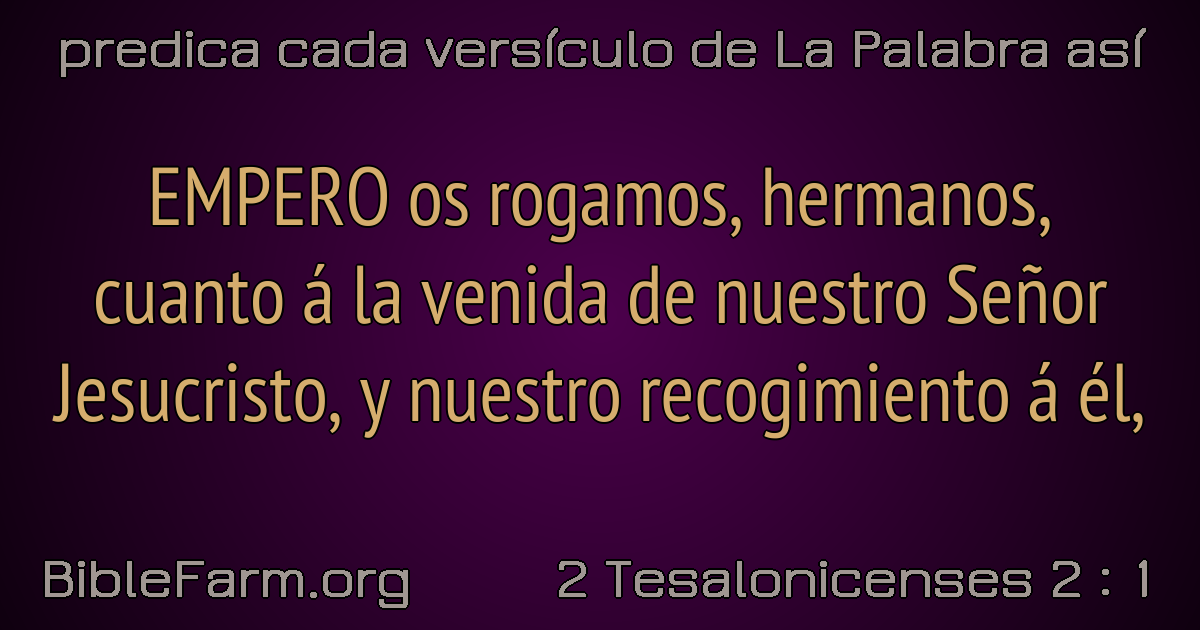 predica cada versículo de La Palabra así
EMPERO os rogamos, hermanos,
cuanto á la venida de nuestro Señor
Jesucristo, y nuestro recogimiento á él,
BibleFarm.org
2 Tesalonicenses 2 : 1